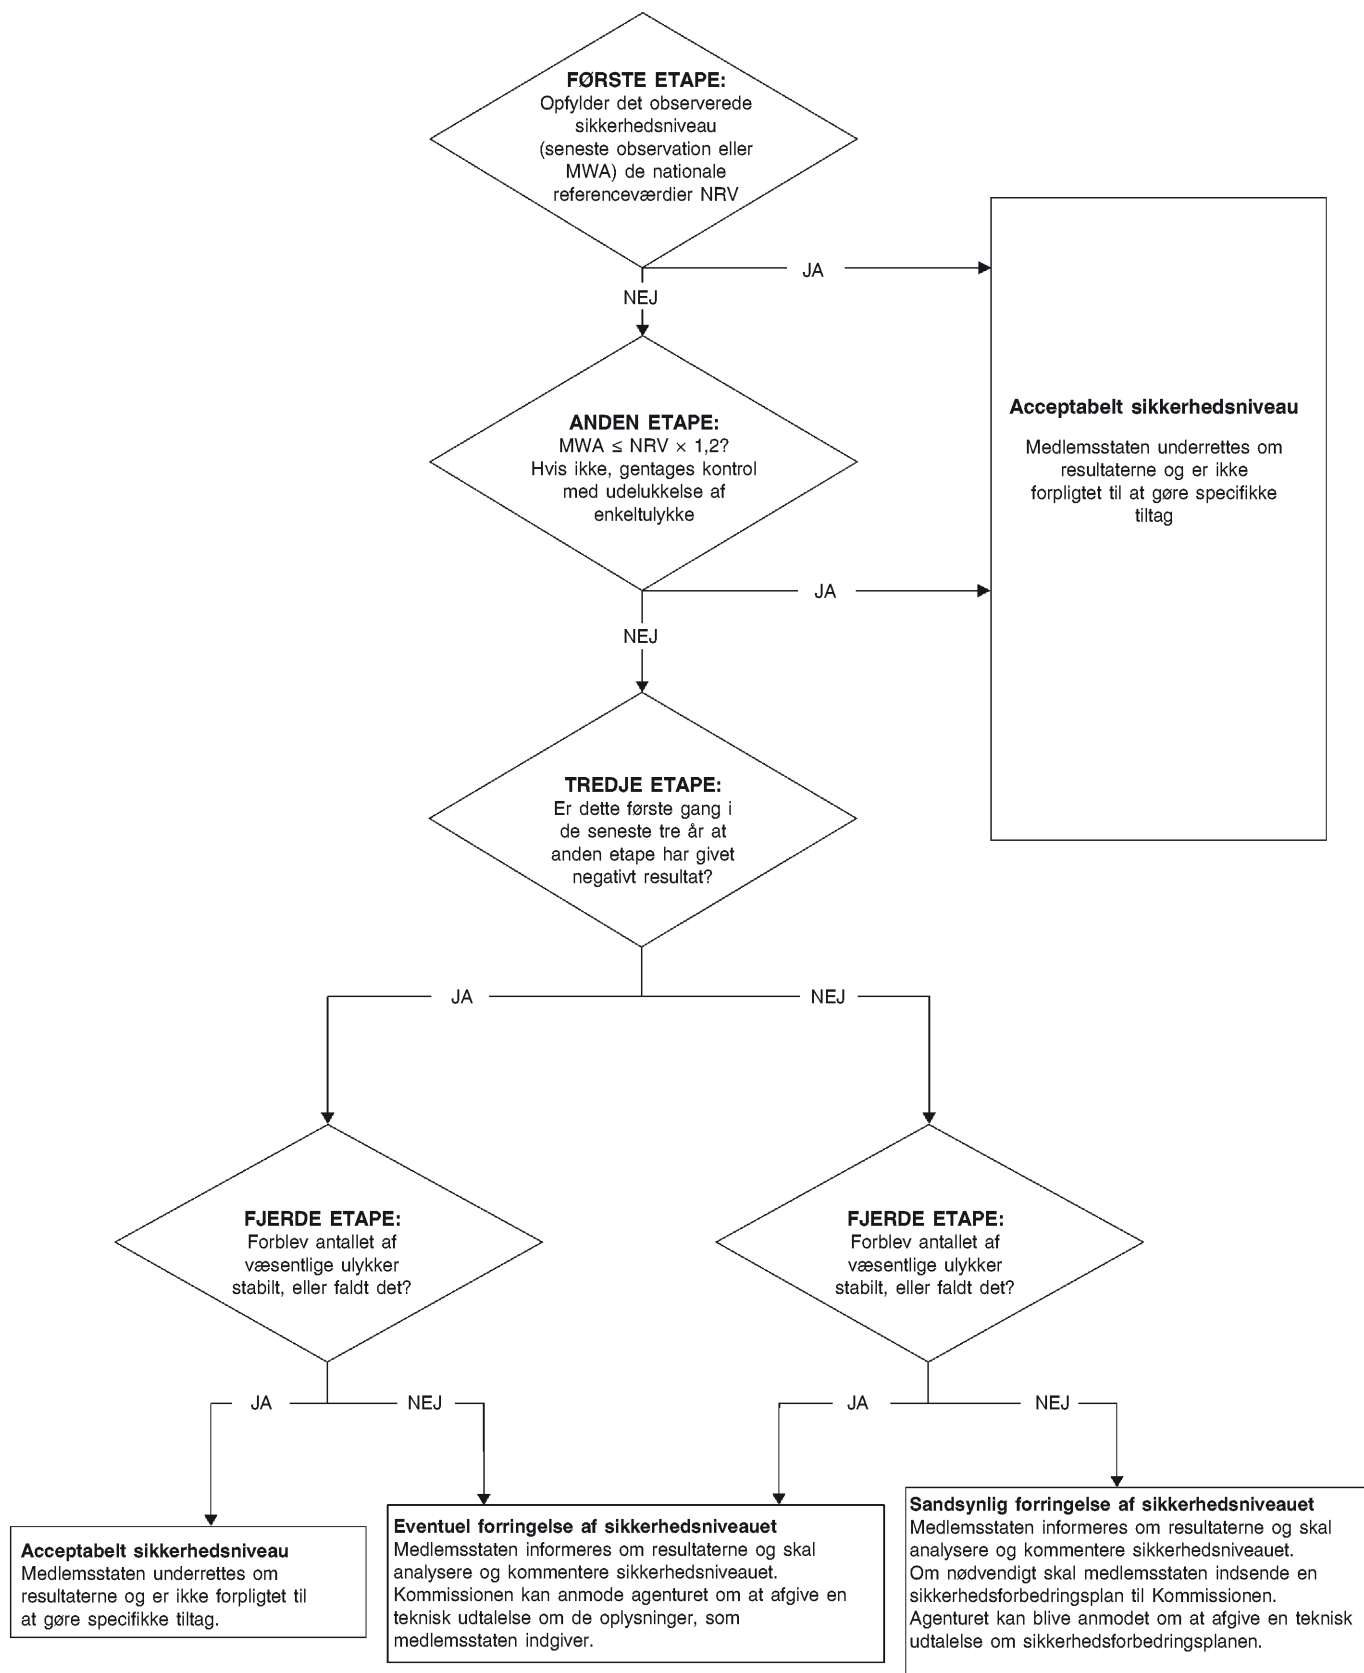 FØRSTE ETAPE:
Opfylder det observerede
sikkerhedsniveau
(seneste observation eller
MWA) de nationale
referenceværdier NRV
JA
NEJ
ANDEN ETAPE:
MWA ≤ NRV × 1,2?
Hvis ikke, gentages kontrol
med udelukkelse af
enkeltulykke
Acceptabelt sikkerhedsniveau
Medlemsstaten underrettes om
resultaterne og er ikke
forpligtet til at gøre specifikke
tiltag
JA
NEJ
TREDJE ETAPE:
Er dette første gang i
de seneste tre år at
anden etape har givet
negativt resultat?
JA
NEJ
FJERDE ETAPE:
Forblev antallet af
væsentlige ulykker
stabilt, eller faldt det?
FJERDE ETAPE:
Forblev antallet af
væsentlige ulykker
stabilt, eller faldt det?
JA
NEJ
JA
NEJ
Acceptabelt sikkerhedsniveau
Medlemsstaten underrettes om
resultaterne og er ikke forpligtet til
at gøre specifikke tiltag.
Eventuel forringelse af sikkerhedsniveauet
Medlemsstaten informeres om resultaterne og skal
analysere og kommentere sikkerhedsniveauet.
Kommissionen kan anmode agenturet om at afgive en
teknisk udtalelse om de oplysninger, som
medlemsstaten indgiver.
Sandsynlig forringelse af sikkerhedsniveauet
Medlemsstaten informeres om resultaterne og skal
analysere og kommentere sikkerhedsniveauet.
Om nødvendigt skal medlemsstaten indsende en
sikkerhedsforbedringsplan til Kommissionen.
Agenturet kan blive anmodet om at afgive en teknisk
udtalelse om sikkerhedsforbedringsplanen.